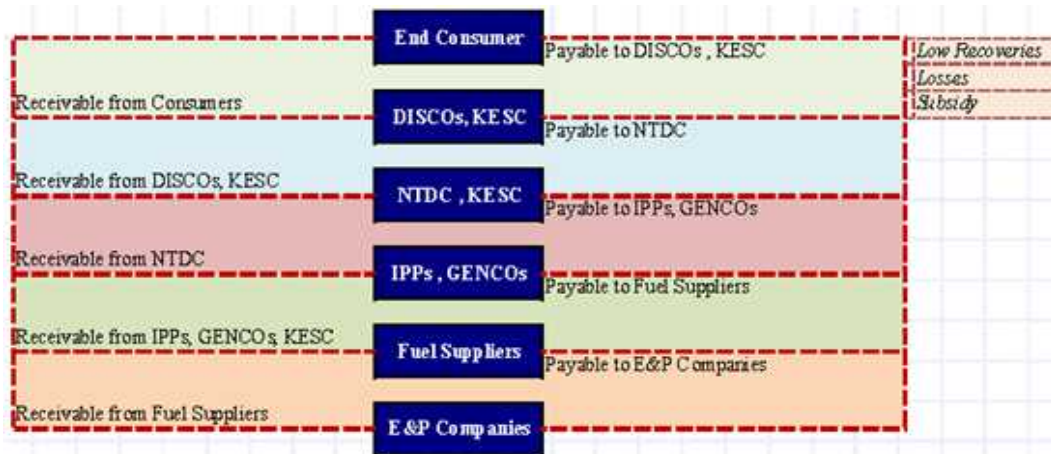 End Consumer
Payable to DISCOs , KESC
Low Recoveries
Losses
Subsidy
Receivable from Consumers
DISCOs, KESC
Payable to NTDC
Receivable from DISCOs, KESC
NTDC , KESC
Payable to IPPs, GENCOs
Receivable from NTDC
IPPs , GENCOs
Payable to Fuel Suppliers
Receivable from IPPs, GENCOs, KESC
Fuel Suppliers
Payable to E&P Companies
Receivable from Fuel Suppliers
E&P Companies